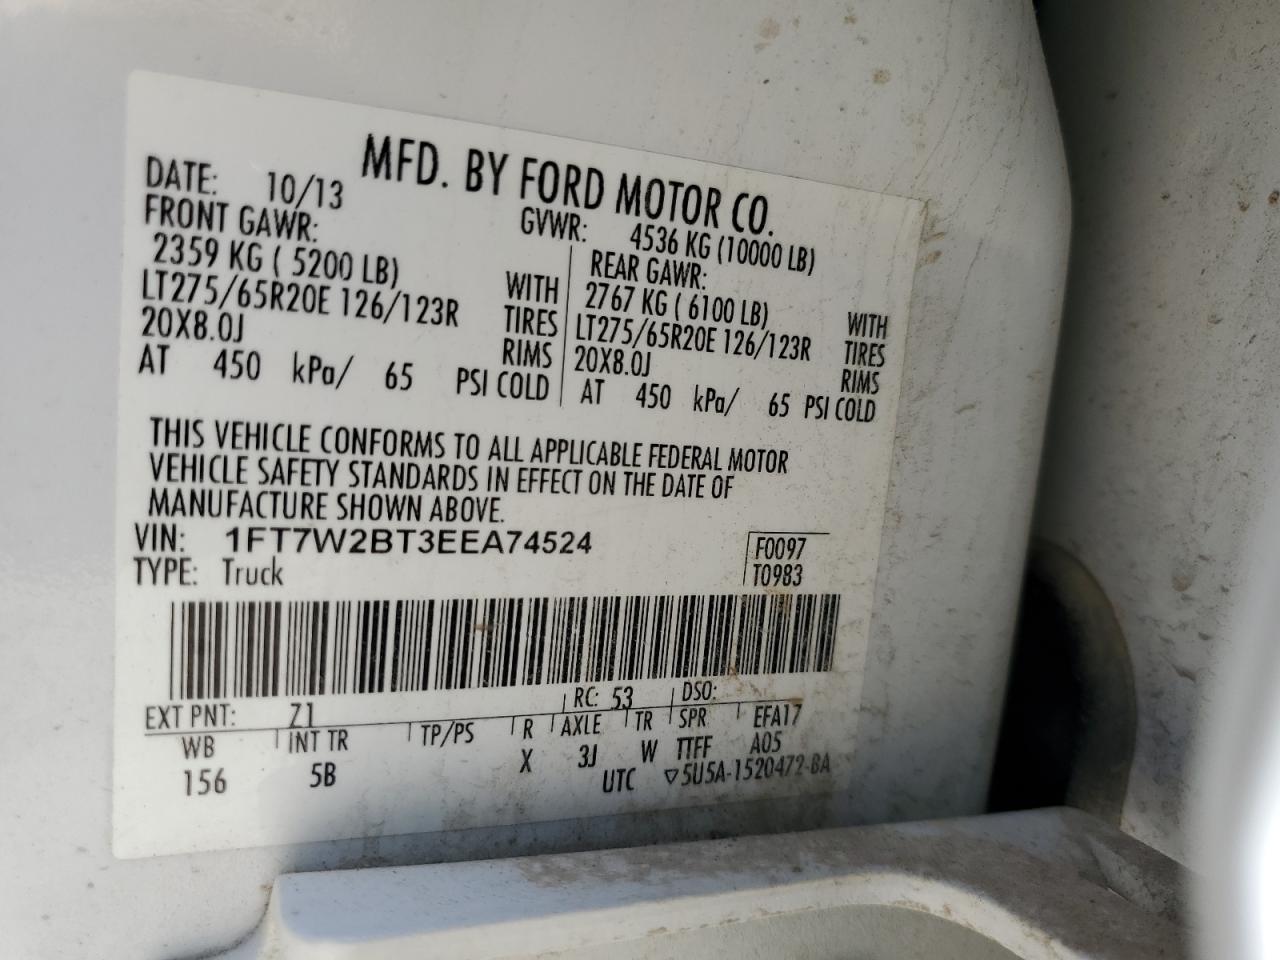 MFD. BY FORD MOTOR CO.
DATE: 10/13 GVWR: 4536 KG (10000 LB)
FRONT GAWR: REAR GAWR:
2359 KG ( 5200 LB) WITH 2767 KG ( 6100 LB) WITH
LT275/65R20E 126/123R TIRES LT275/65R20E 126/123R TIRES
20X8.0J RIMS 20X8.0J RIMS
AT 450 kPa/ 65 PSI COLD AT 450 kPa/ 65 PSI COLD
THIS VEHICLE CONFORMS TO ALL APPLICABLE FEDERAL MOTOR
VEHICLE SAFETY STANDARDS IN EFFECT ON THE DATE OF
MANUFACTURE SHOWN ABOVE.
VIN: 1FT7W2BT3EEA74524 F0097
TYPE: Truck T0983
EXT PNT: Z1 RC: 53 DSO:
WB INT TR TP/PS R AXLE TR SPR EFA17
156 5B X 3J W TTFF A05
UTC ▽5U5A-1520472-BA